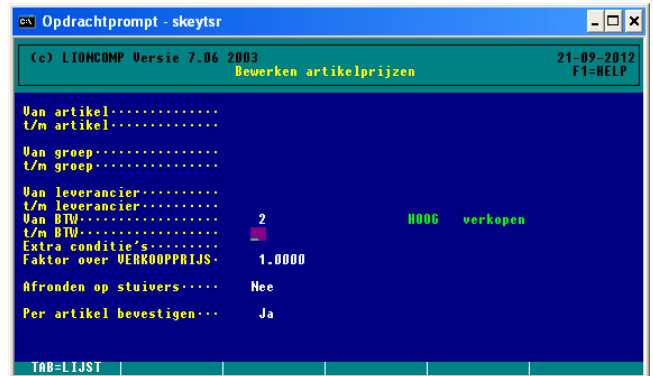 Opdrachtprompt - skeytsr
(c) LIONCOMP Versie 7.06 2003 21-09-2012
Bewerken artikelprijzen F1=HELP
Van artikel··············
t/m artikel··············
Van groep················
t/m groep················
Van leverancier··········
t/m leverancier··········
Van BTW·················· 2 HOOG verkopen
t/m BTW··················
Extra conditie's·········
Faktor over VERKOOPPRIJS· 1.0000
Afronden op stuivers····· Nee
Per artikel bevestigen··· Ja
TAB=LIJST